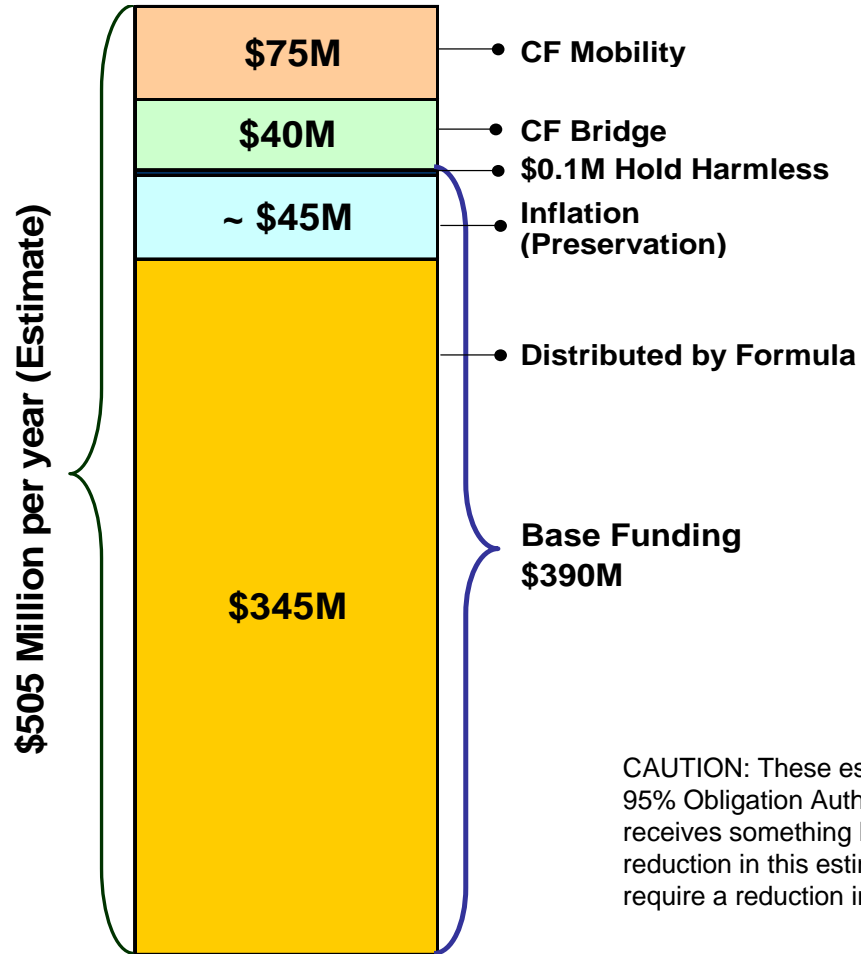 $505 Million per year (Estimate)
$75M
CF Mobility
$40M
CF Bridge
$0.1M Hold Harmless
~ $45M
Inflation
(Preservation)
Distributed by Formula
Base Funding
$390M
$345M
CAUTION: These es
95% Obligation Auth
receives something
reduction in this esti
require a reduction i